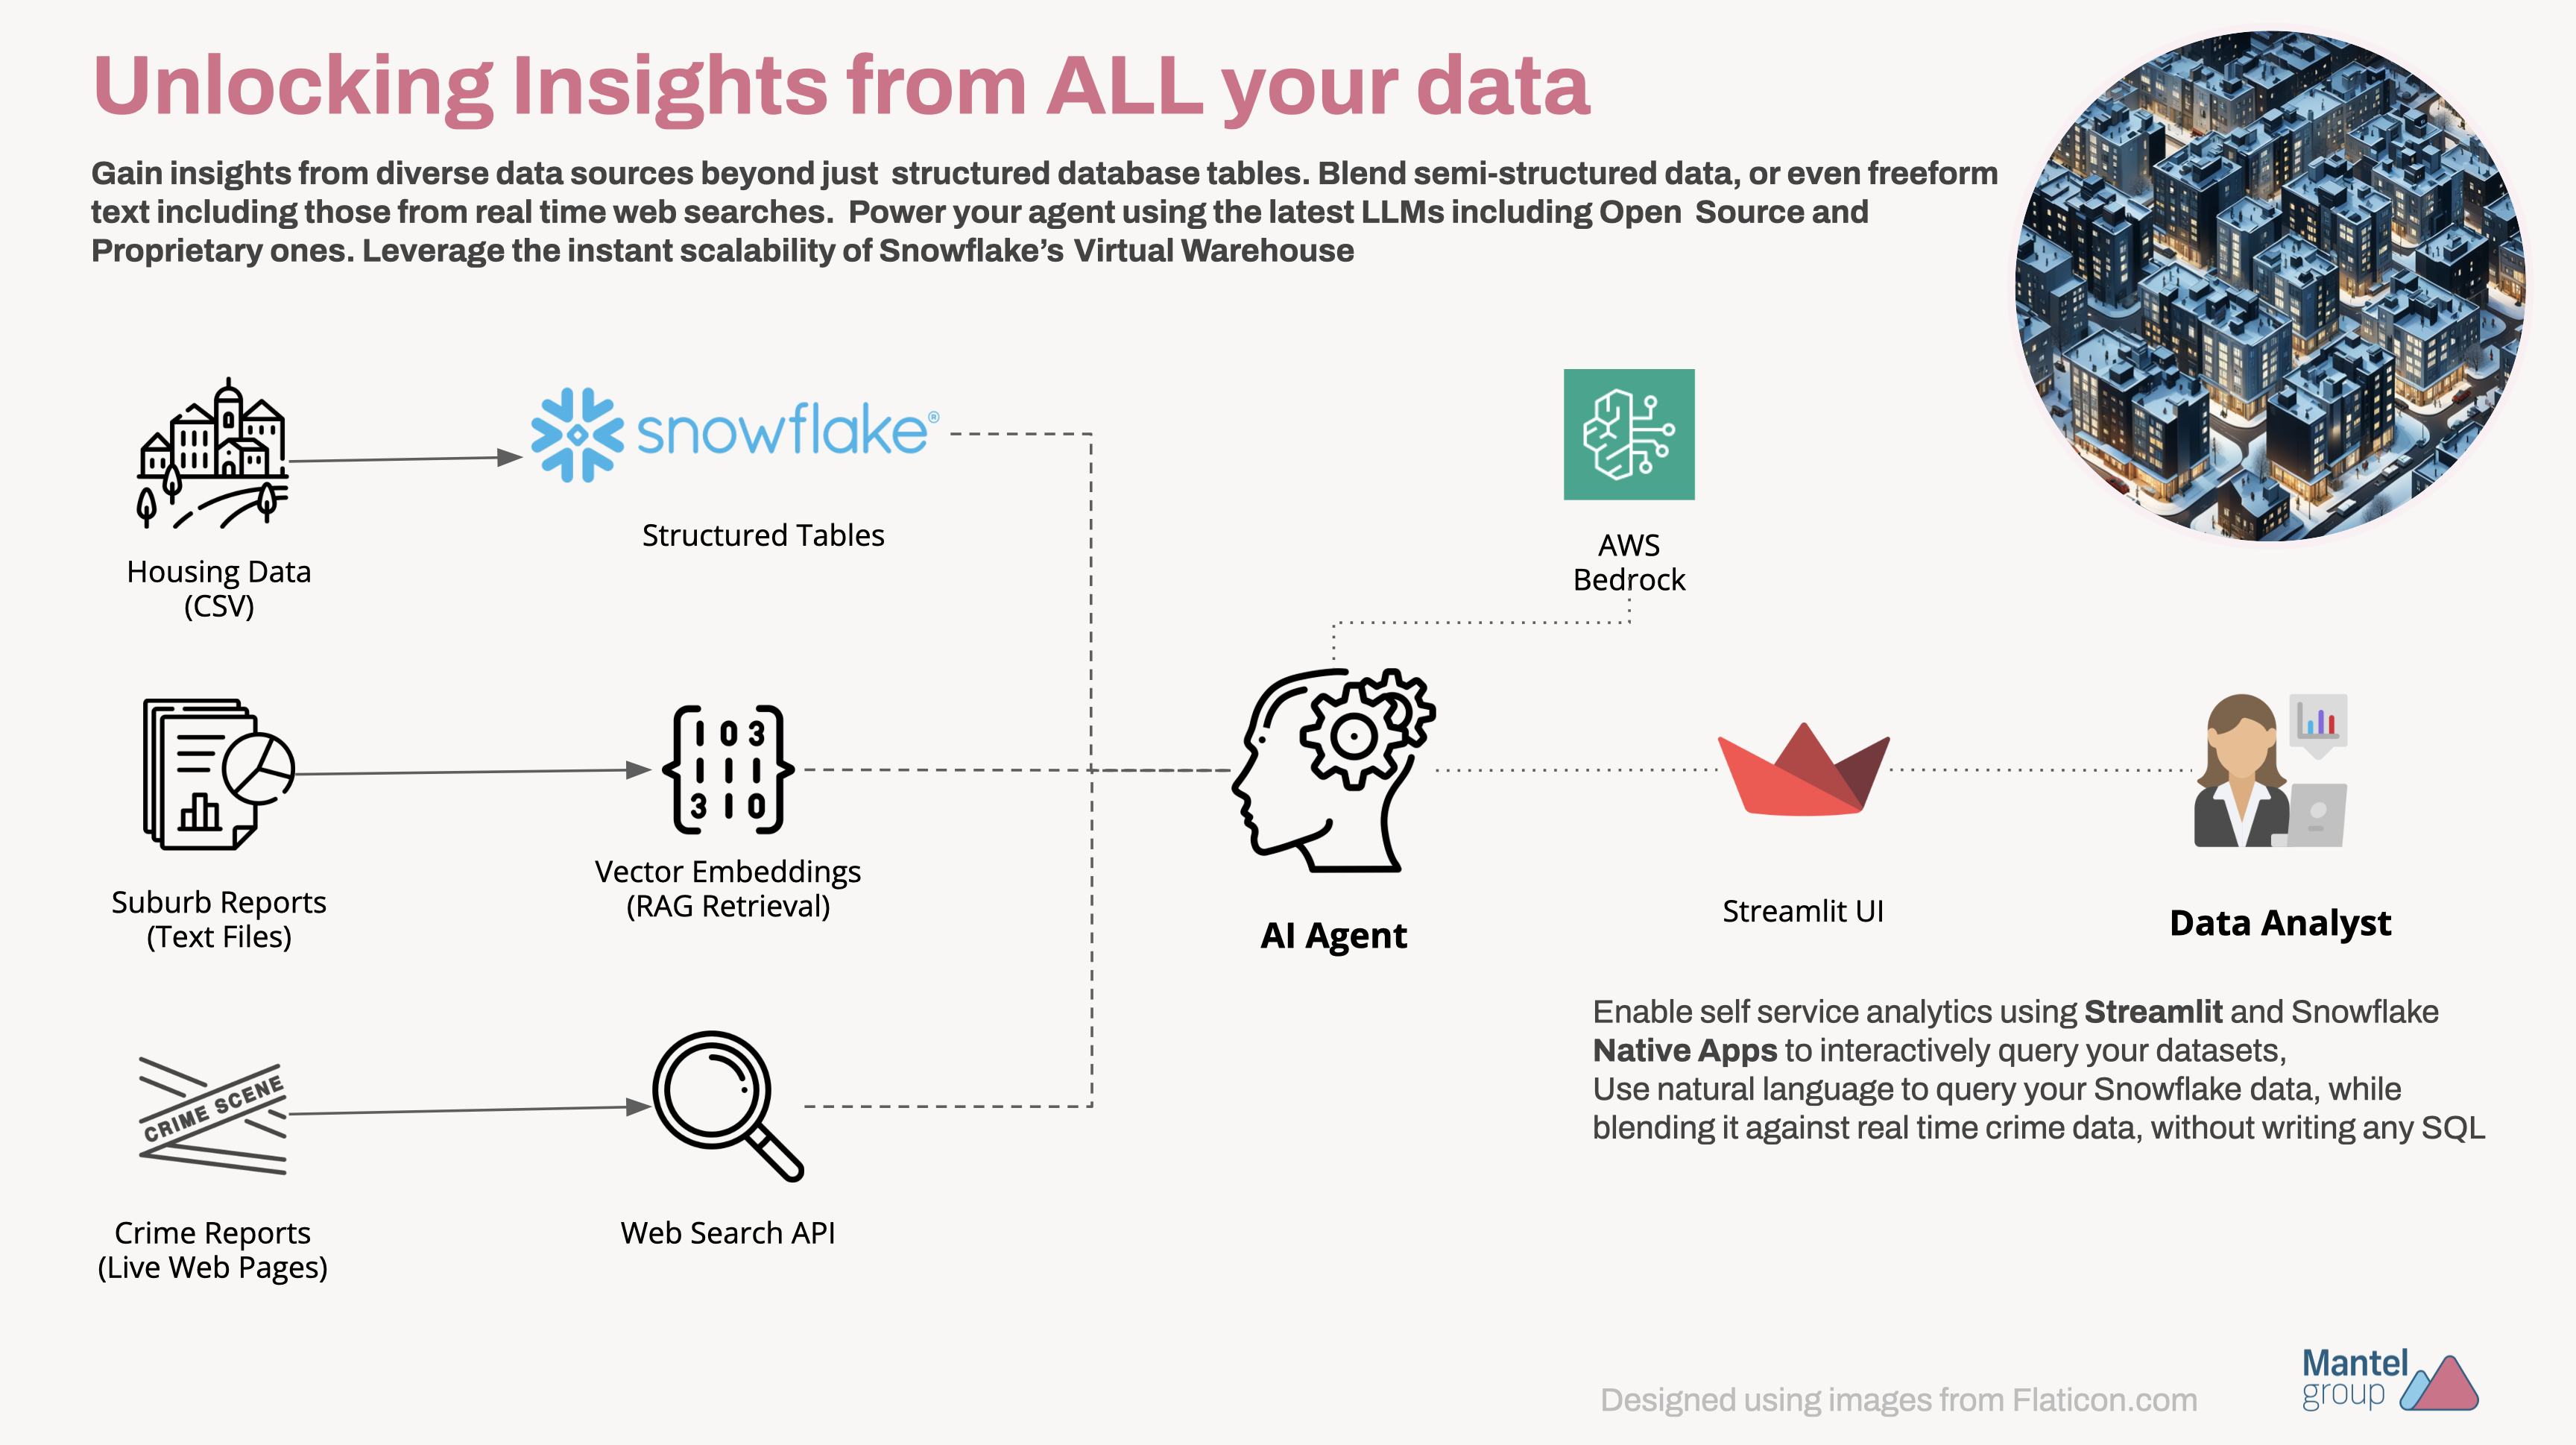 Unlocking Insights from ALL your data
Gain insights from diverse data sources beyond just structured database tables. Blend semi-structured data, or even freeform
text including those from real time web searches. Power your agent using the latest LLMs including Open Source and
Proprietary ones. Leverage the instant scalability of Snowflake’s Virtual Warehouse
snowflake®
Structured Tables
Housing Data
(CSV)
AWS
Bedrock
1 0 3
1 1 1
3 1 0
Vector Embeddings
(RAG Retrieval)
Suburb Reports
(Text Files)
AI Agent
Streamlit UI
Data Analyst
CRIME SCENE
Crime Reports
(Live Web Pages)
Web Search API
Enable self service analytics using Streamlit and Snowflake
Native Apps to interactively query your datasets,
Use natural language to query your Snowflake data, while
blending it against real time crime data, without writing any SQL
Designed using images from Flaticon.com
Mantel
group